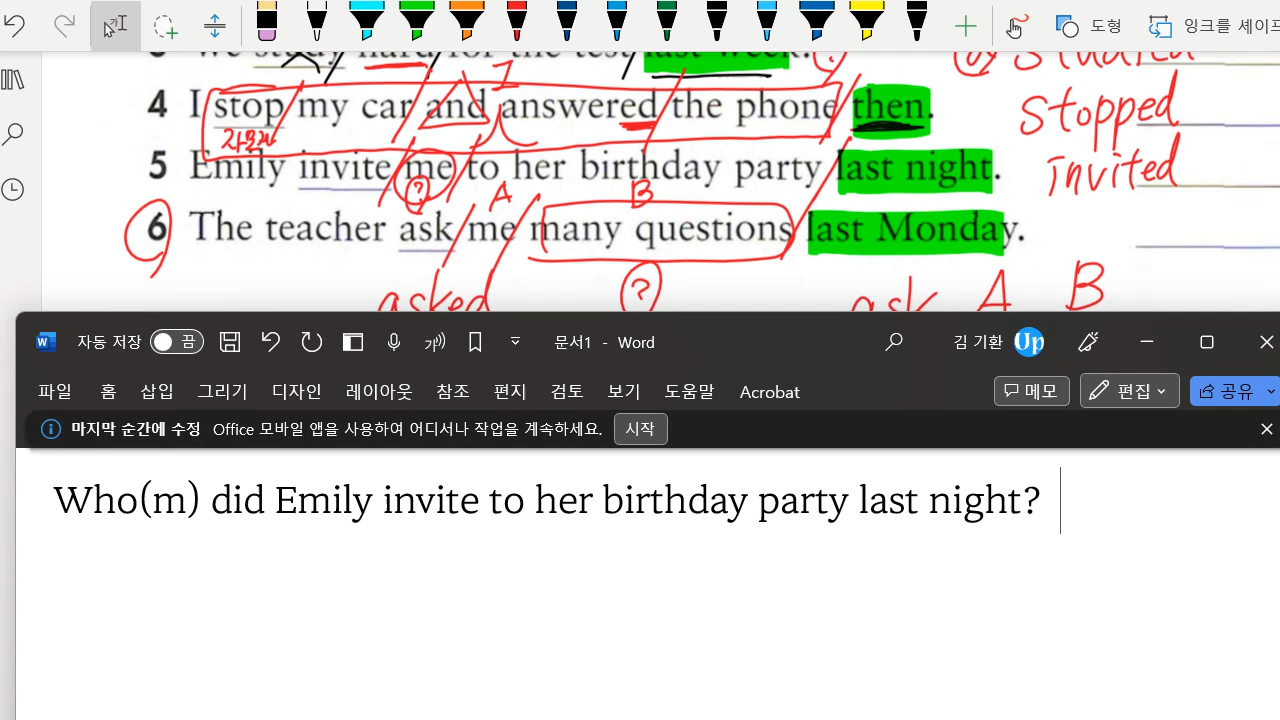 도형
잉크를 셰이프
We study hard for the test last week. studied
4 I stop my car and answered the phone then. stopped
자음격
5 Emily invite me to her birthday party last night. invited
? A B
6 The teacher ask me many questions last Monday.
asked ? ask A B
자동 저장 끔 가 문서1 - Word 김 기환 Up
파일 홈 삽입 그리기 디자인 레이아웃 참조 편지 검토 보기 도움말 Acrobat 메모 편집 공유
마지막 순간에 수정 Office 모바일 앱을 사용하여 어디서나 작업을 계속하세요. 시작
Who(m) did Emily invite to her birthday party last night?